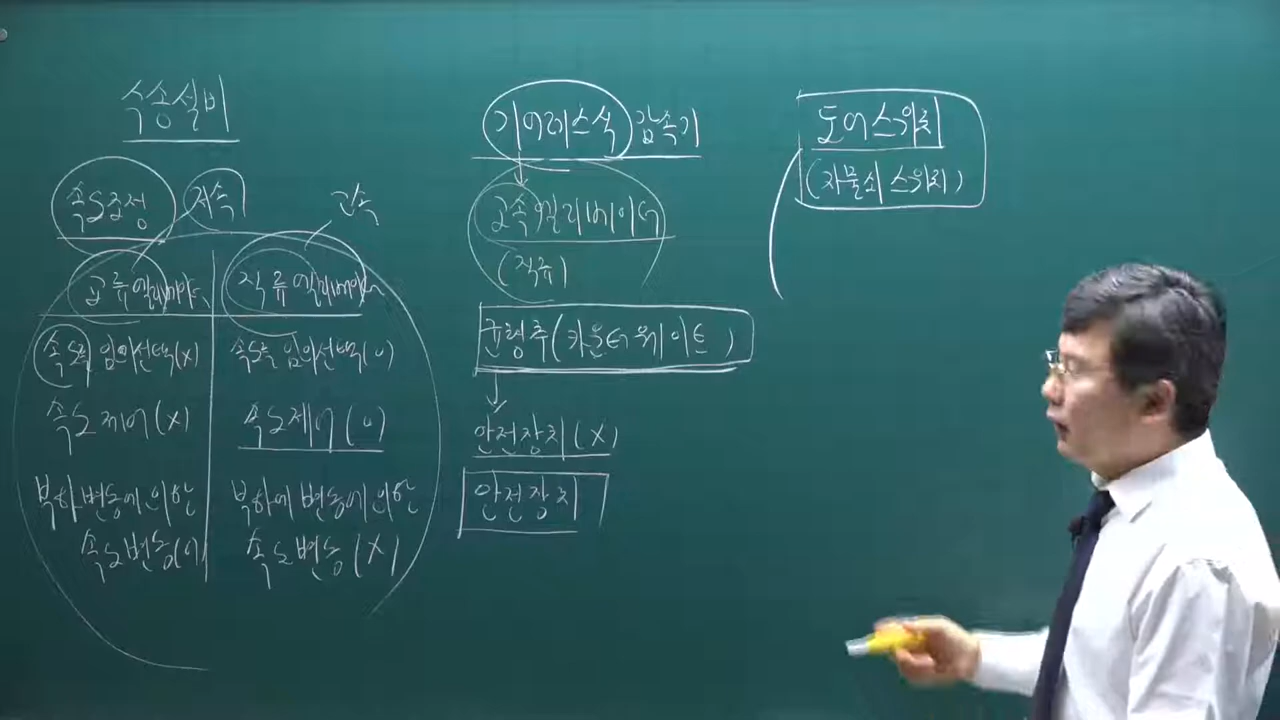 수송설비
속도조정
저속
고속
교류엘리베이터
직류엘리베이터
속도를 임의선택(X)
속도를 임의선택(O)
속도제어(X)
속도제어(O)
부하변동에 의한
속도변동(O)
부하에 변동에 의한
속도변동(X)
기어레스식 감속기
고속엘리베이터
(직류)
균형추(카운터웨이트)
안전장치(X)
안전장치
도어스위치
(자물쇠 스위치)